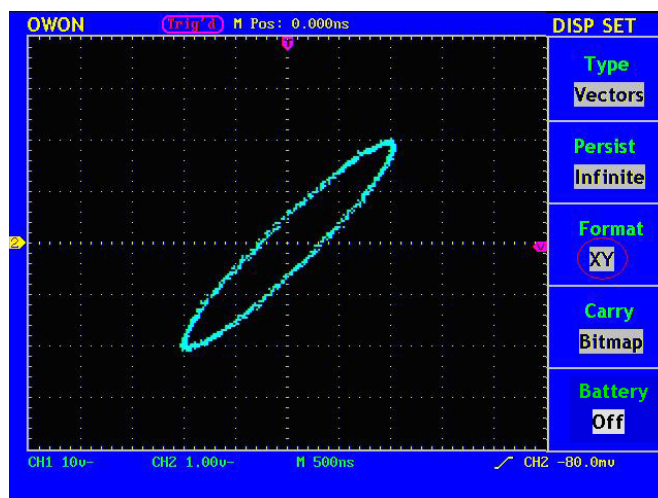 OWON Trig'd M Pos: 0.000ns DISP SET
T
Type
Vectors
Persist
Infinite
Format
XY
2
Carry
Bitmap
Battery
Off
CH1 10v- CH2 1.00v- M 500ns CH2 -80.0mv